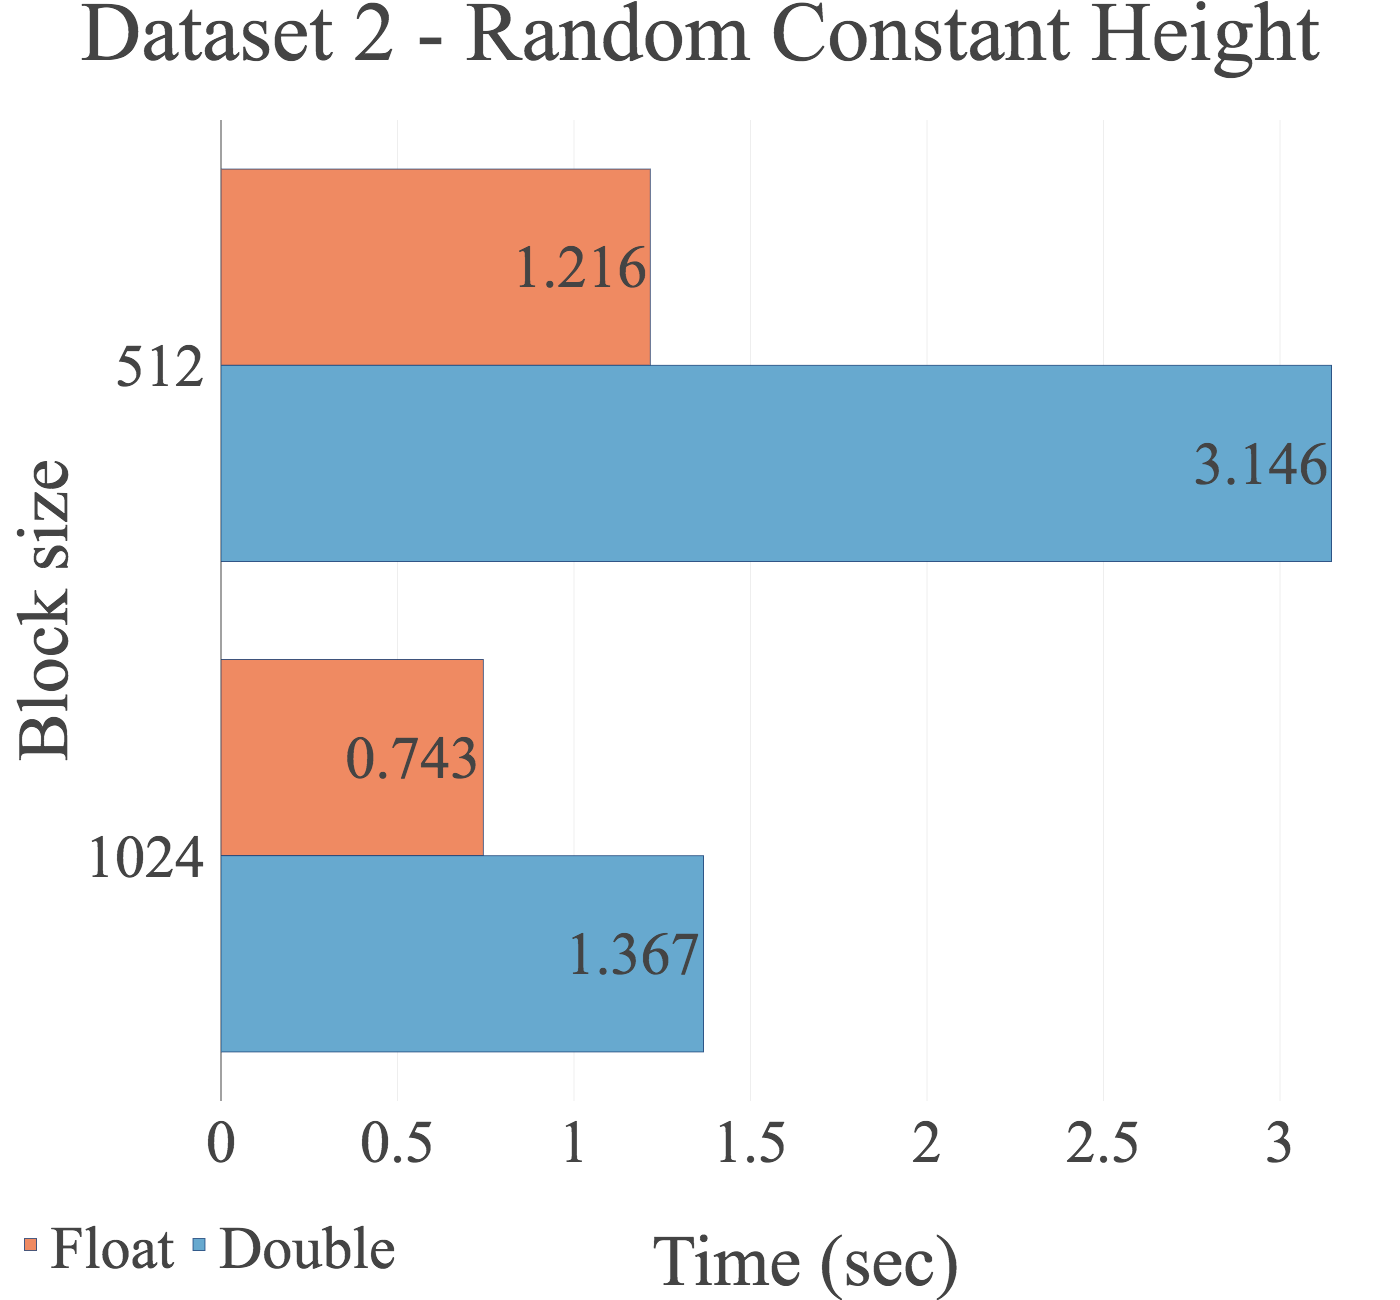 Dataset 2 - Random Constant Height
1.216
512
3.146
Block size
0.743
1024
1.367
0 0.5 1 1.5 2 2.5 3
Float Double
Time (sec)